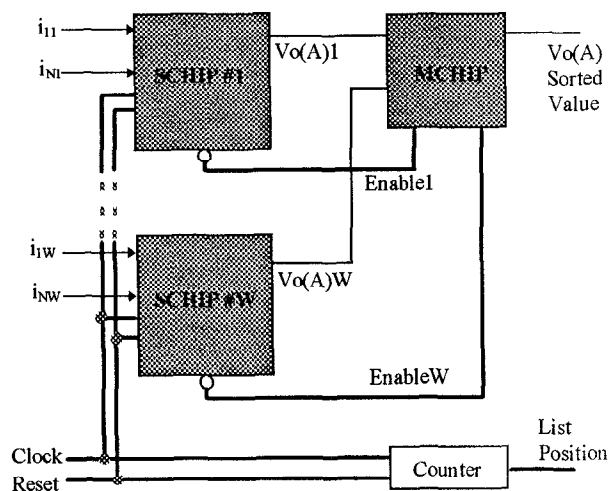 i11
SCHIP #1
Vo(A)1
MCHIP
Vo(A)
Sorted
Value
iN1
Enable1
i1W
SCHIP #W
Vo(A)W
iNW
EnableW
List
Position
Clock
Counter
Reset